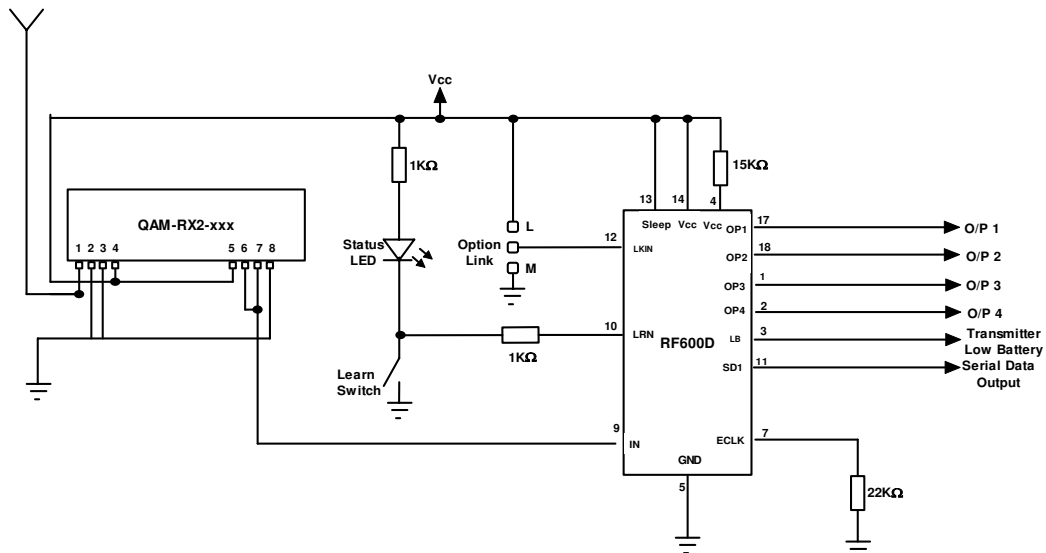 Vcc
1KΩ
15KΩ
13
14
4
QAM-RX2-xxx
1 2 3 4
5 6 7 8
Status
LED
Option
Link
L
M
12
Sleep
Vcc
Vcc
LKIN
OP1
17
O/P 1
OP2
18
O/P 2
OP3
1
O/P 3
OP4
2
O/P 4
10
LRN
RF600D
LB
3
Transmitter
Low Battery
1KΩ
SD1
11
Serial Data
Output
Learn
Switch
9
IN
ECLK
7
GND
5
22KΩ